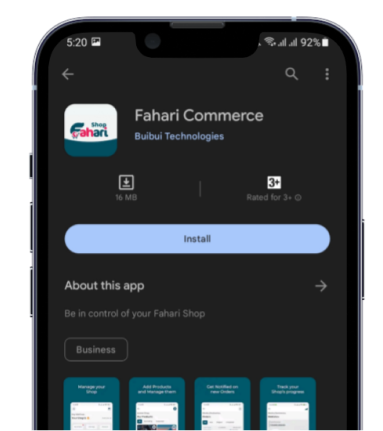 5:20
92%
Fahari Commerce
Shop
Fahari
Buibui Technologies
16 MB
3+
Rated for 3+
Install
About this app
Be in control of your Fahari Shop
Business
Manage your
Shop
Add Products
and Manage them
Get Notified on
new Orders
Track your
Shop's progress